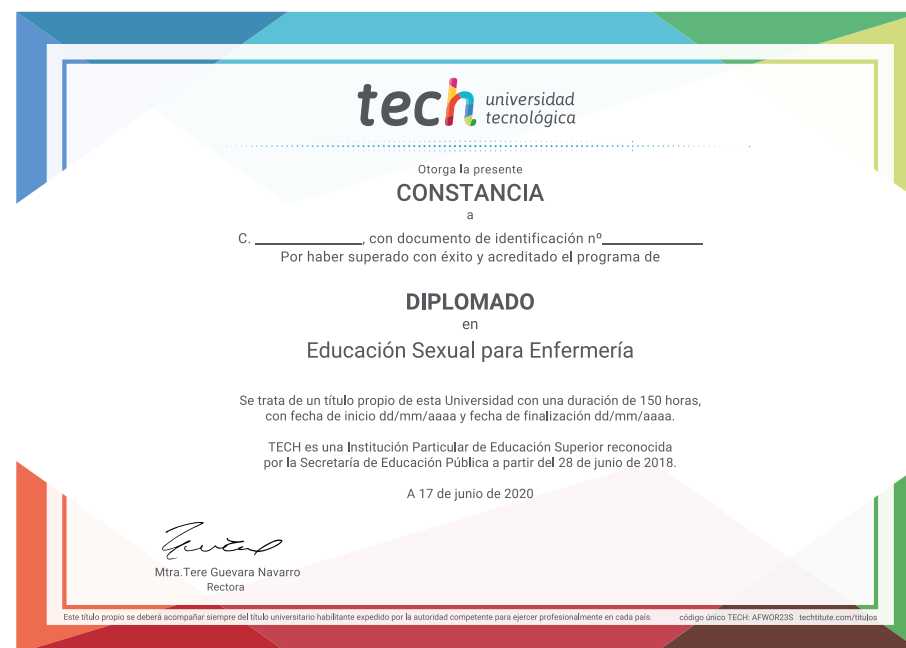 tech universidad
tecnológica
Otorga la presente
CONSTANCIA
a
C. ______________, con documento de identificación nº_____________
Por haber superado con éxito y acreditado el programa de
DIPLOMADO
en
Educación Sexual para Enfermería
Se trata de un título propio de esta Universidad con una duración de 150 horas,
con fecha de inicio dd/mm/aaaa y fecha de finalización dd/mm/aaaa.
TECH es una Institución Particular de Educación Superior reconocida
por la Secretaría de Educación Pública a partir del 28 de junio de 2018.
A 17 de junio de 2020
Mtra.Tere Guevara Navarro
Rectora
Este título propio se deberá acompañar siempre del título universitario habilitante expedido por la autoridad competente para ejercer profesionalmente en cada país. código único TECH: AFWOR23S techtitute.com/titulos